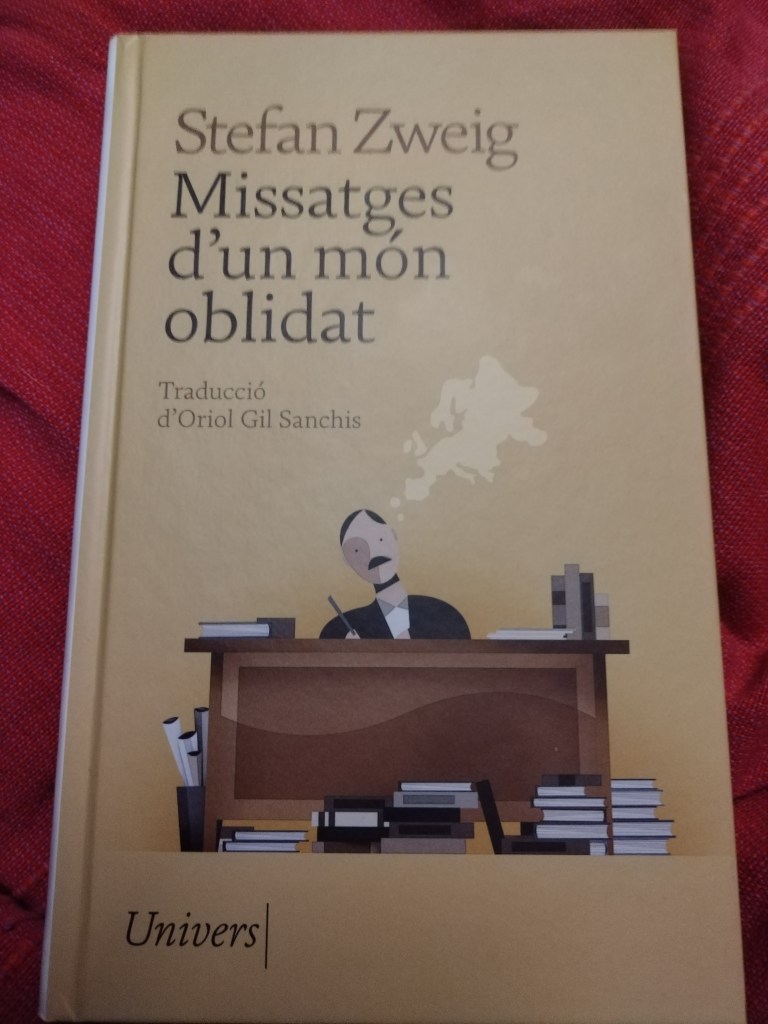 Stefan Zweig
Missatges
d'un món
oblidat
Traducció
d'Oriol Gil Sanchis
Univers